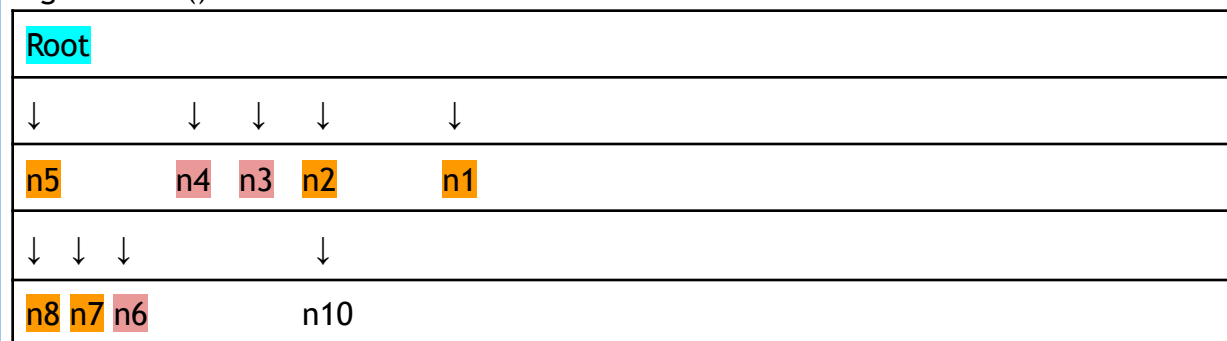 Root
↓ ↓ ↓ ↓ ↓
n5 n4 n3 n2 n1
↓ ↓ ↓ ↓
n8 n7 n6 n10